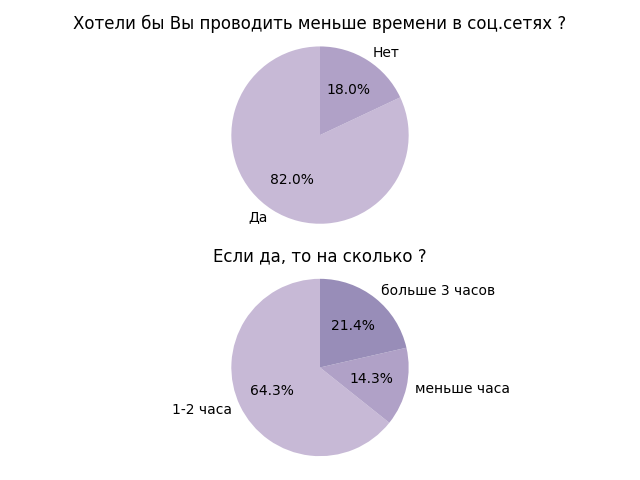 Хотели бы Вы проводить меньше времени в соц.сетях ?
Нет
18.0%
82.0%
Да
Если да, то на сколько ?
больше 3 часов
21.4%
14.3%
меньше часа
64.3%
1-2 часа